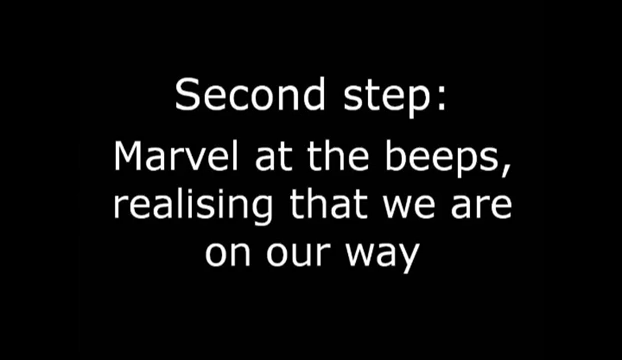 Second step:
Marvel at the beeps,
realising that we are
on our way